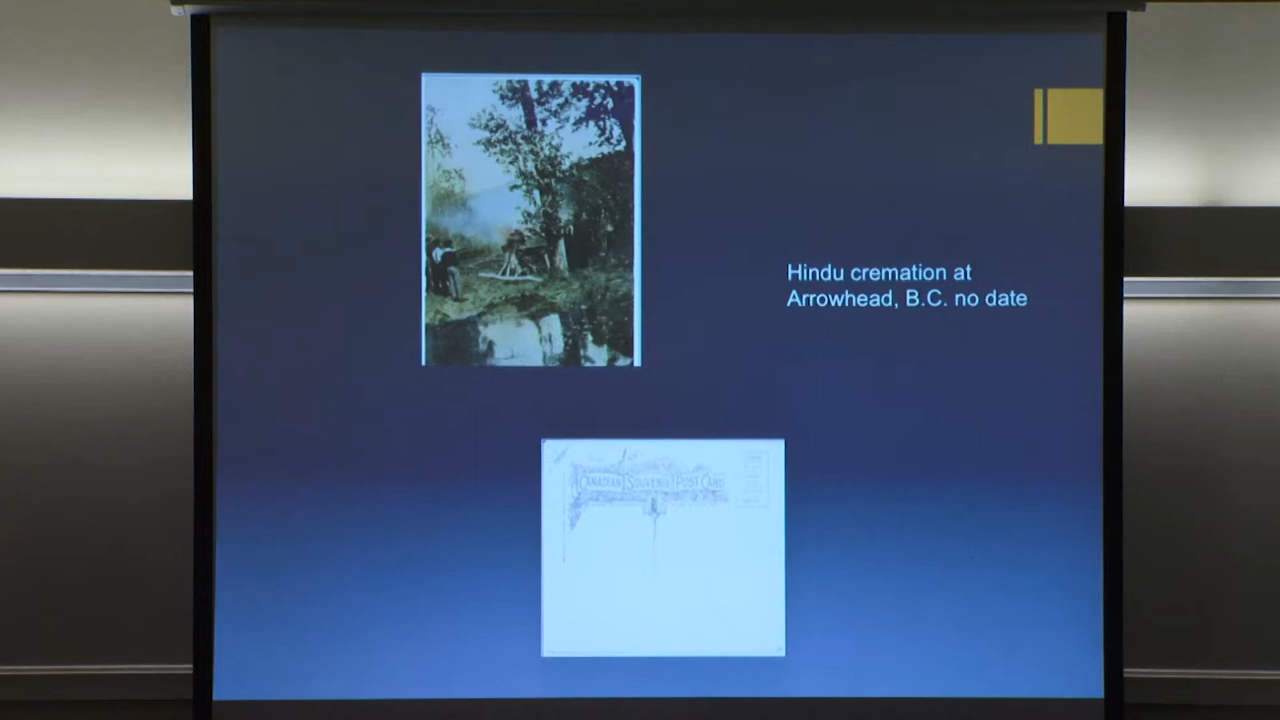 Hindu cremation at
Arrowhead, B.C. no date
CANADIAN SOUVENIR POST CARD